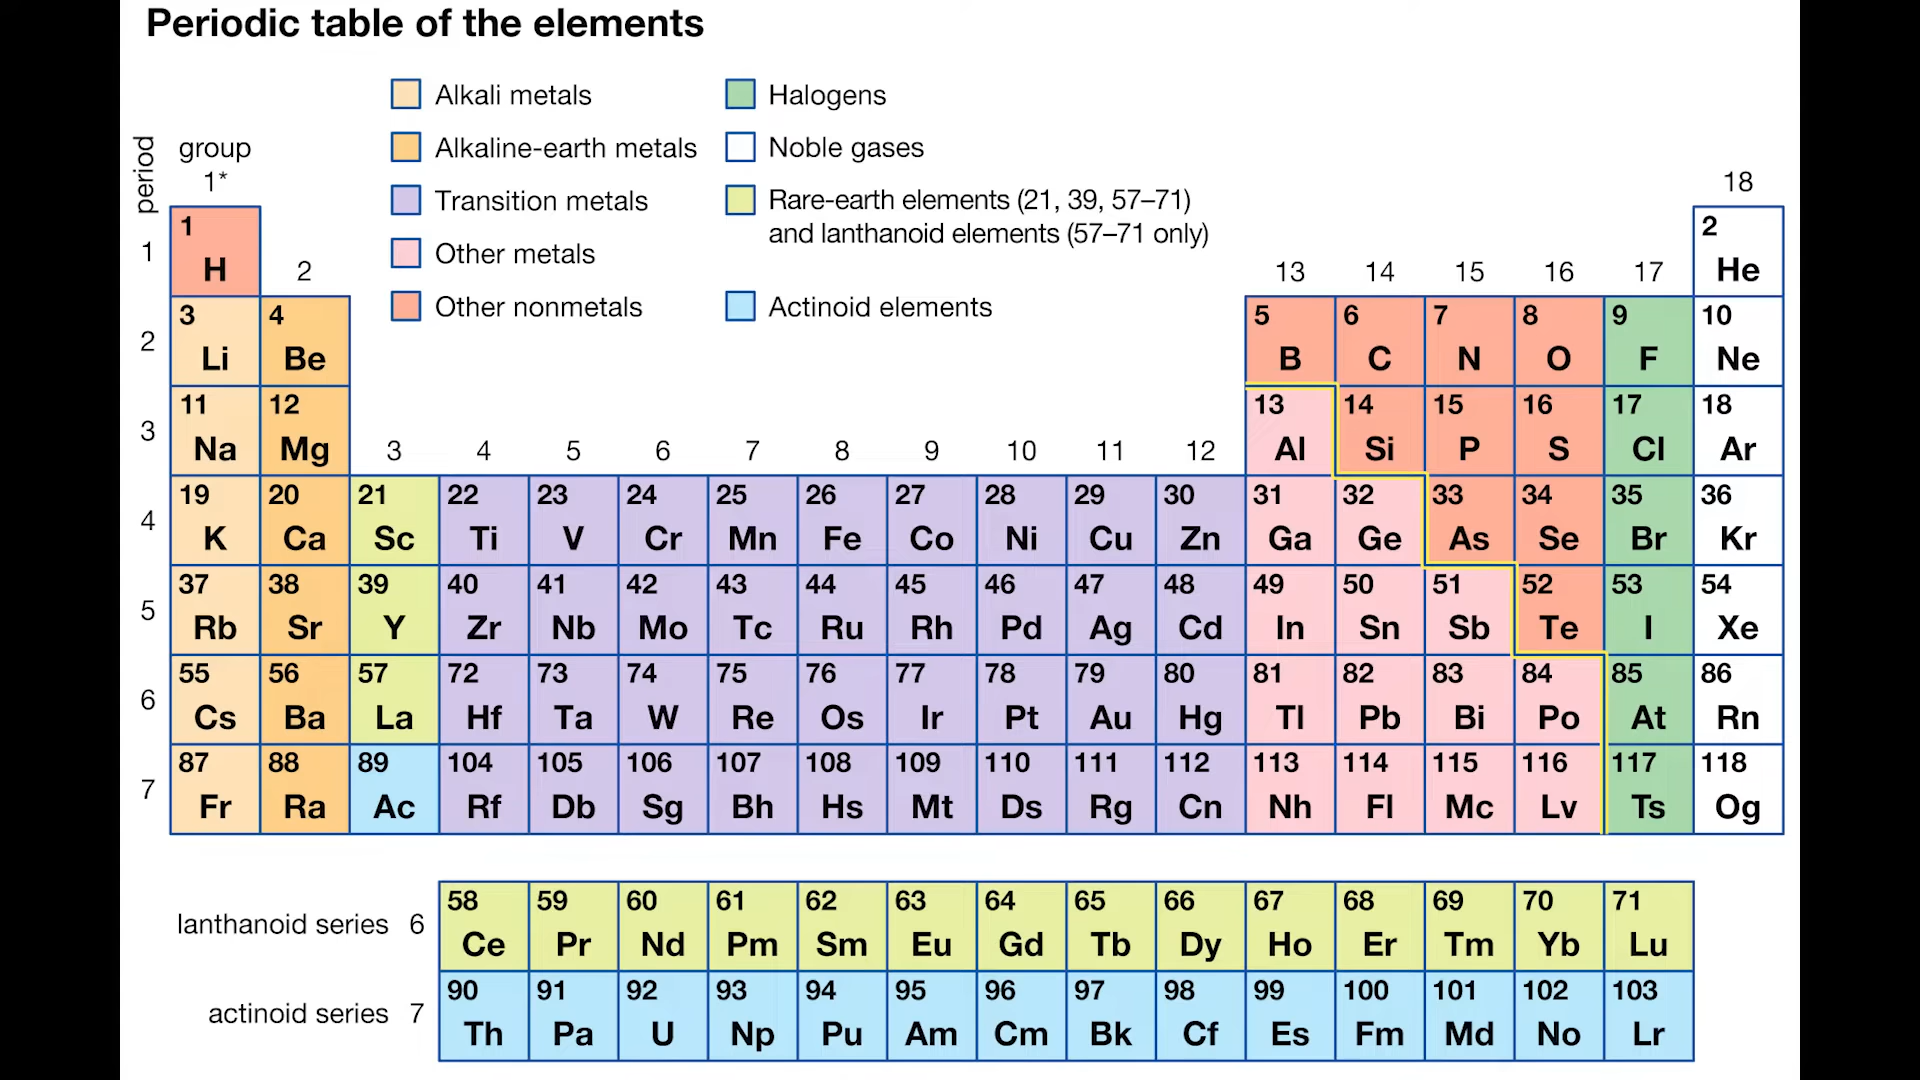 Periodic table of the elements
Alkali metals
Halogens
period
group
Alkaline-earth metals
Noble gases
1*
18
Transition metals
Rare-earth elements (21, 39, 57–71)
and lanthanoid elements (57–71 only)
1
1 H
2
Other metals
13 14 15 16 17
2 He
Other nonmetals
Actinoid elements
2
3 Li 4 Be 5 B 6 C 7 N 8 O 9 F 10 Ne
3
11 Na 12 Mg
3 4 5 6 7 8 9 10 11 12
13 Al 14 Si 15 P 16 S 17 Cl 18 Ar
4
19 K 20 Ca 21 Sc 22 Ti 23 V 24 Cr 25 Mn 26 Fe 27 Co 28 Ni 29 Cu 30 Zn 31 Ga 32 Ge 33 As 34 Se 35 Br 36 Kr
5
37 Rb 38 Sr 39 Y 40 Zr 41 Nb 42 Mo 43 Tc 44 Ru 45 Rh 46 Pd 47 Ag 48 Cd 49 In 50 Sn 51 Sb 52 Te 53 I 54 Xe
6
55 Cs 56 Ba 57 La 72 Hf 73 Ta 74 W 75 Re 76 Os 77 Ir 78 Pt 79 Au 80 Hg 81 Tl 82 Pb 83 Bi 84 Po 85 At 86 Rn
7
87 Fr 88 Ra 89 Ac 104 Rf 105 Db 106 Sg 107 Bh 108 Hs 109 Mt 110 Ds 111 Rg 112 Cn 113 Nh 114 Fl 115 Mc 116 Lv 117 Ts 118 Og
lanthanoid series 6
58 Ce 59 Pr 60 Nd 61 Pm 62 Sm 63 Eu 64 Gd 65 Tb 66 Dy 67 Ho 68 Er 69 Tm 70 Yb 71 Lu
actinoid series 7
90 Th 91 Pa 92 U 93 Np 94 Pu 95 Am 96 Cm 97 Bk 98 Cf 99 Es 100 Fm 101 Md 102 No 103 Lr